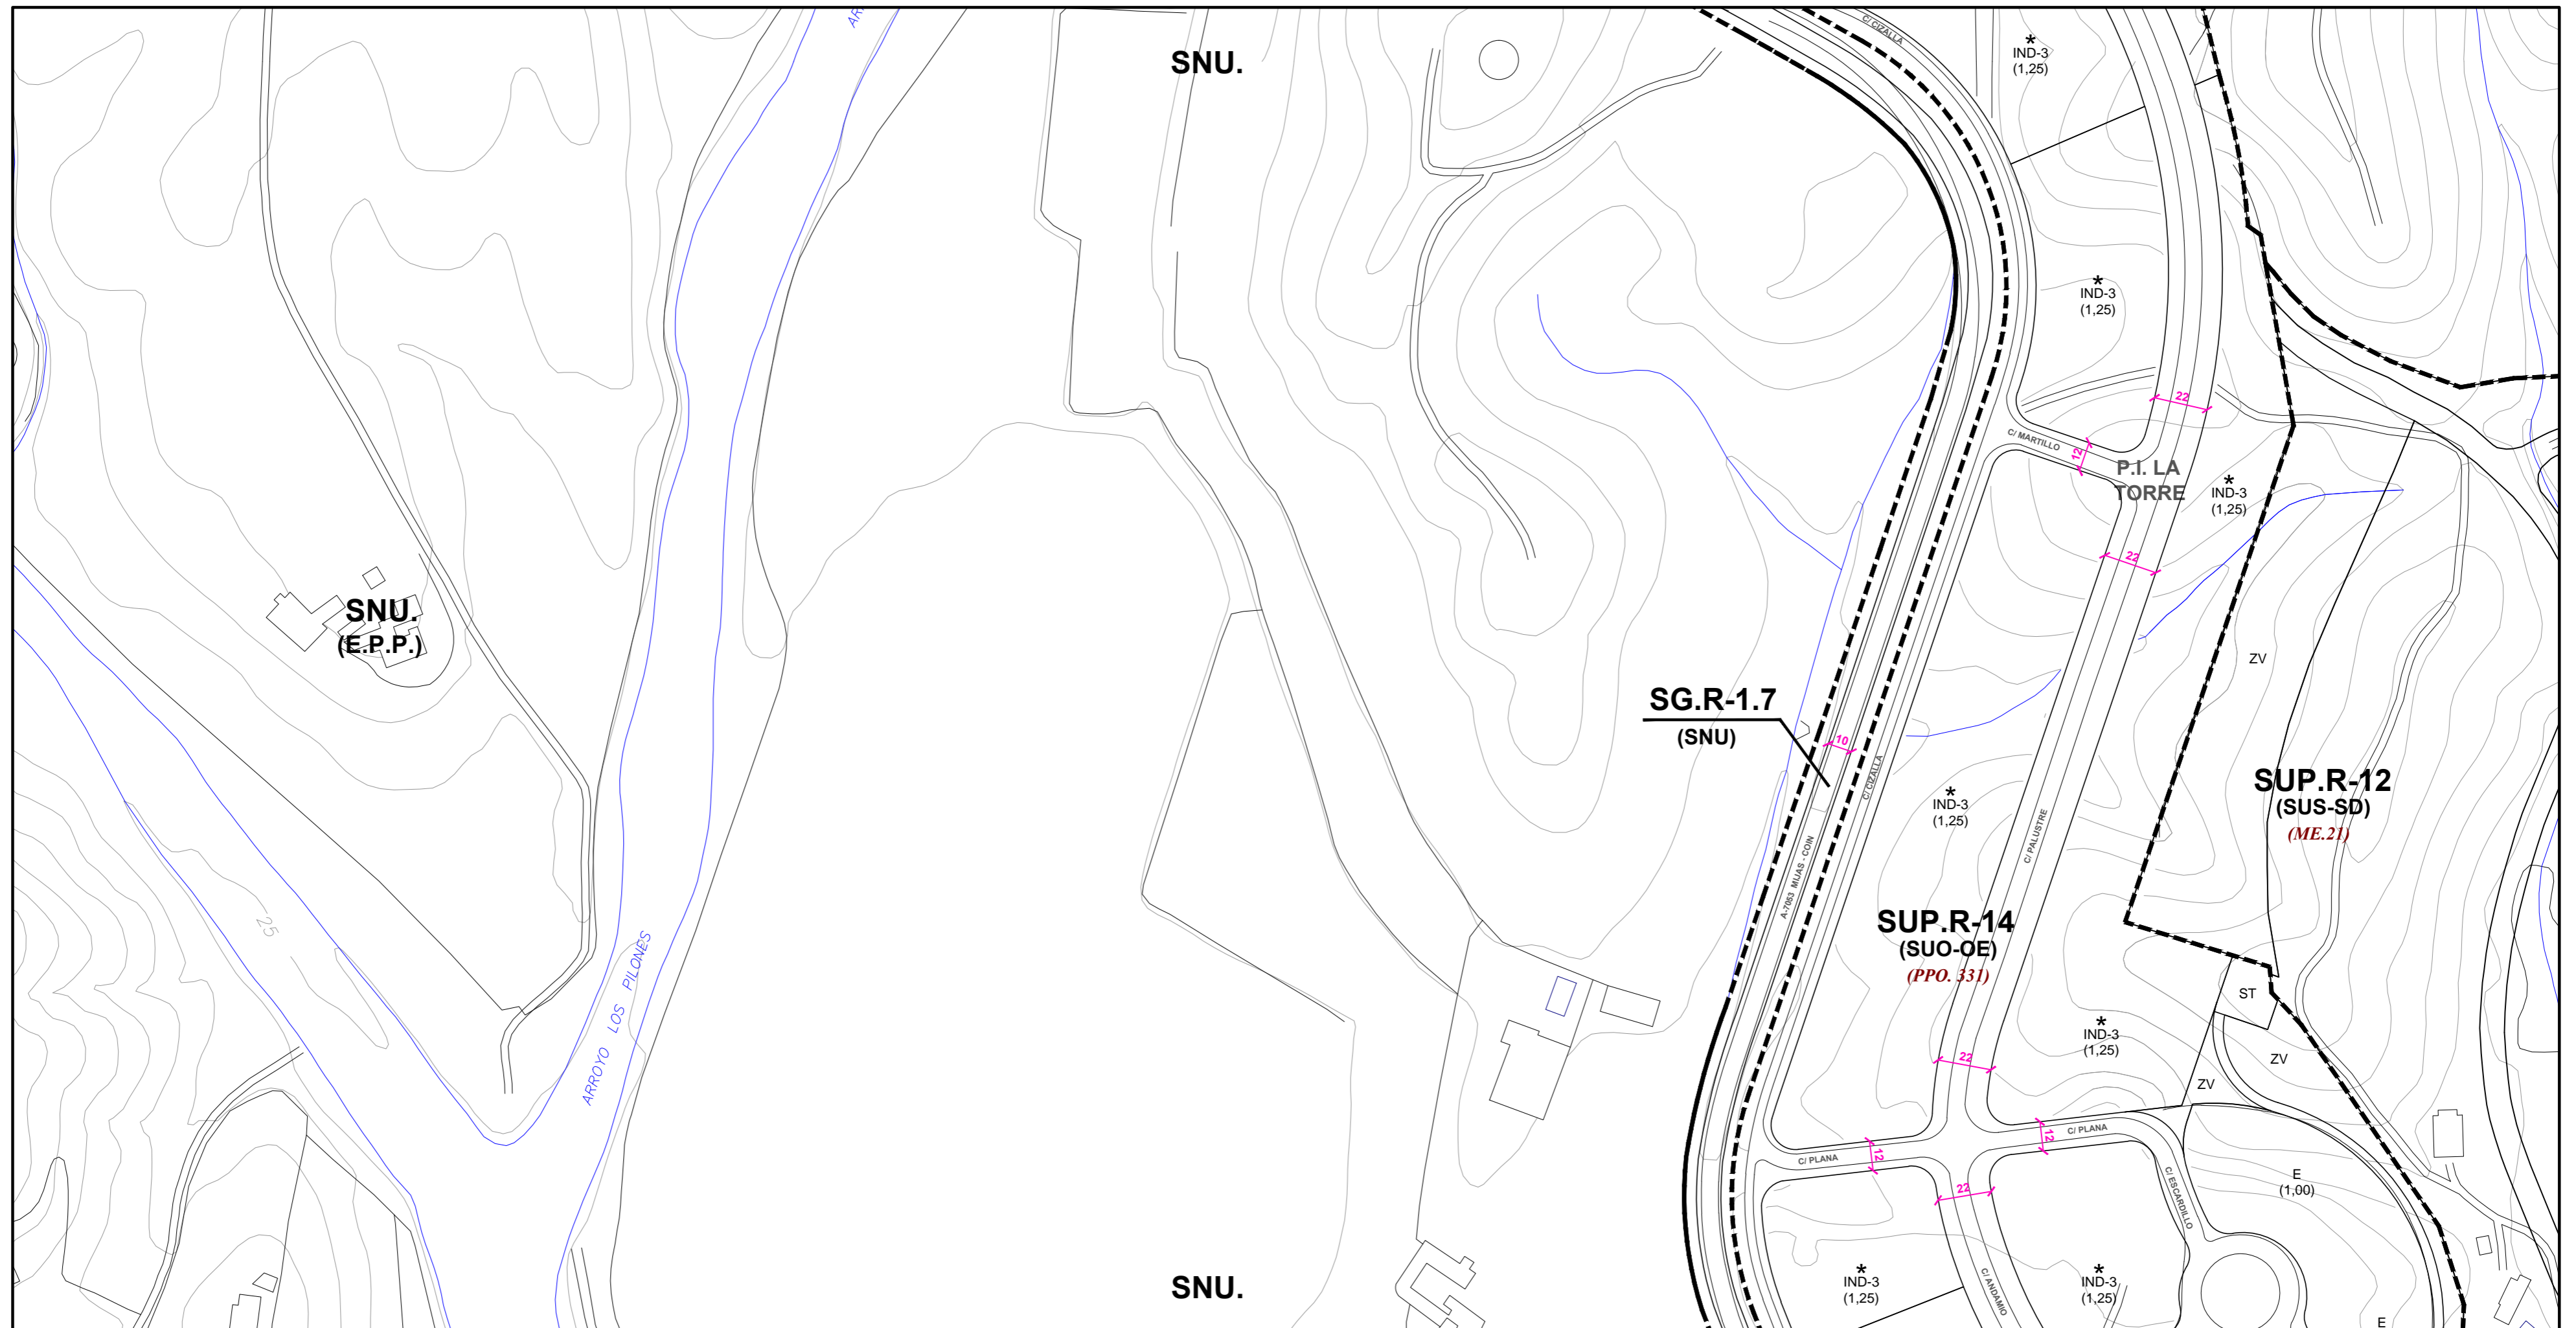 AR
SNU.
C/ CIZALLA
*
IND-3
(1,25)
*
IND-3
(1,25)
22
C/ MARTILLO
12
P.I. LA
TORRE
*
IND-3
(1,25)
22
SNU.
(E.P.P.)
ZV
SG.R-1.7
(SNU)
10
C/ CIZALLA
*
IND-3
(1,25)
SUP.R-12
(SUS-SD)
(ME.21)
C/ PALUSTRE
A-7053 MIJAS - COIN
25
SUP.R-14
(SUO-OE)
(PPO. 331)
ARROYO LOS PILONES
ST
*
IND-3
(1,25)
22
ZV
ZV
C/ PLANA
12
C/ PLANA
12
22
C/ ESCARDILLO
E
(1,00)
SNU.
*
IND-3
(1,25)
C/ ANDAMIO
*
IND-3
(1,25)
E